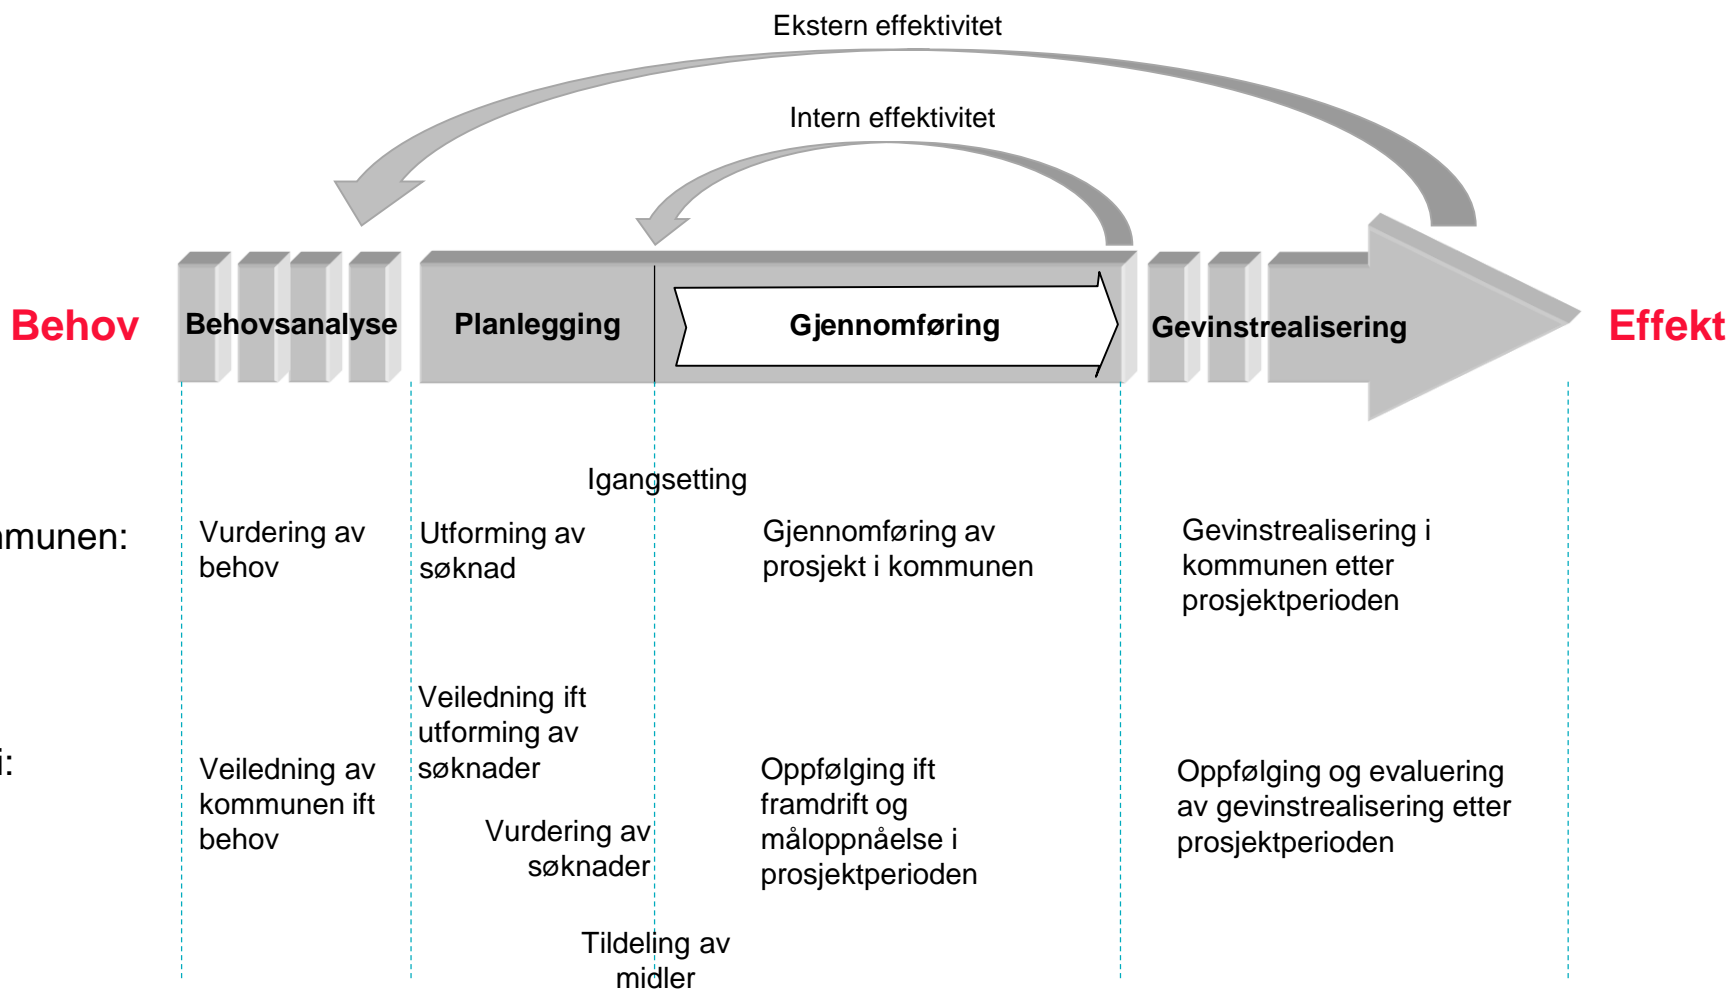 Ekstern effektivitet
Intern effektivitet
Behov
Behovsanalyse
Planlegging
Gjennomføring
Gevinstrealisering
Effekt
Igangsetting
mmunen:
Vurdering av
behov
Utforming av
søknad
Gjennomføring av
prosjekt i kommunen
Gevinstrealisering i
kommunen etter
prosjektperioden
i:
Veiledning av
kommunen ift
behov
Veiledning ift
utforming av
søknader
Vurdering av
søknader
Tildeling av
midler
Oppfølging ift
framdrift og
måloppnåelse i
prosjektperioden
Oppfølging og evaluering
av gevinstrealisering etter
prosjektperioden